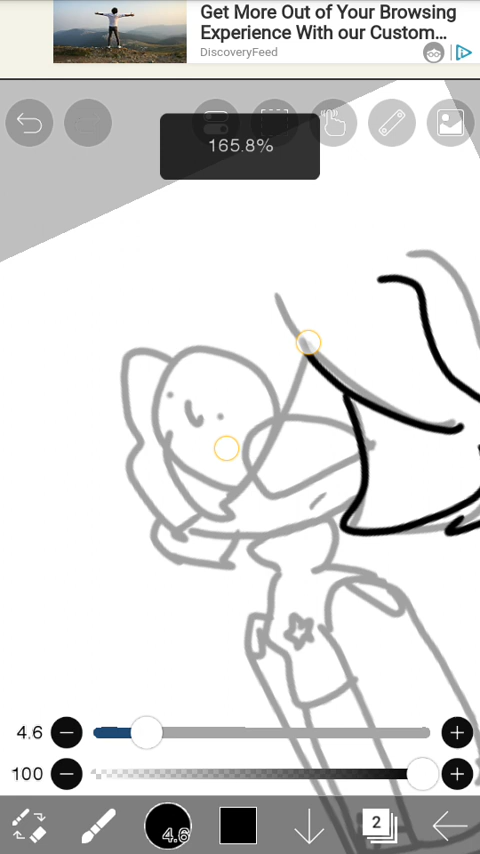 Get More Out of Your Browsing
Experience With our Custom...
DiscoveryFeed
165.8%
4.6
100
4.6
2